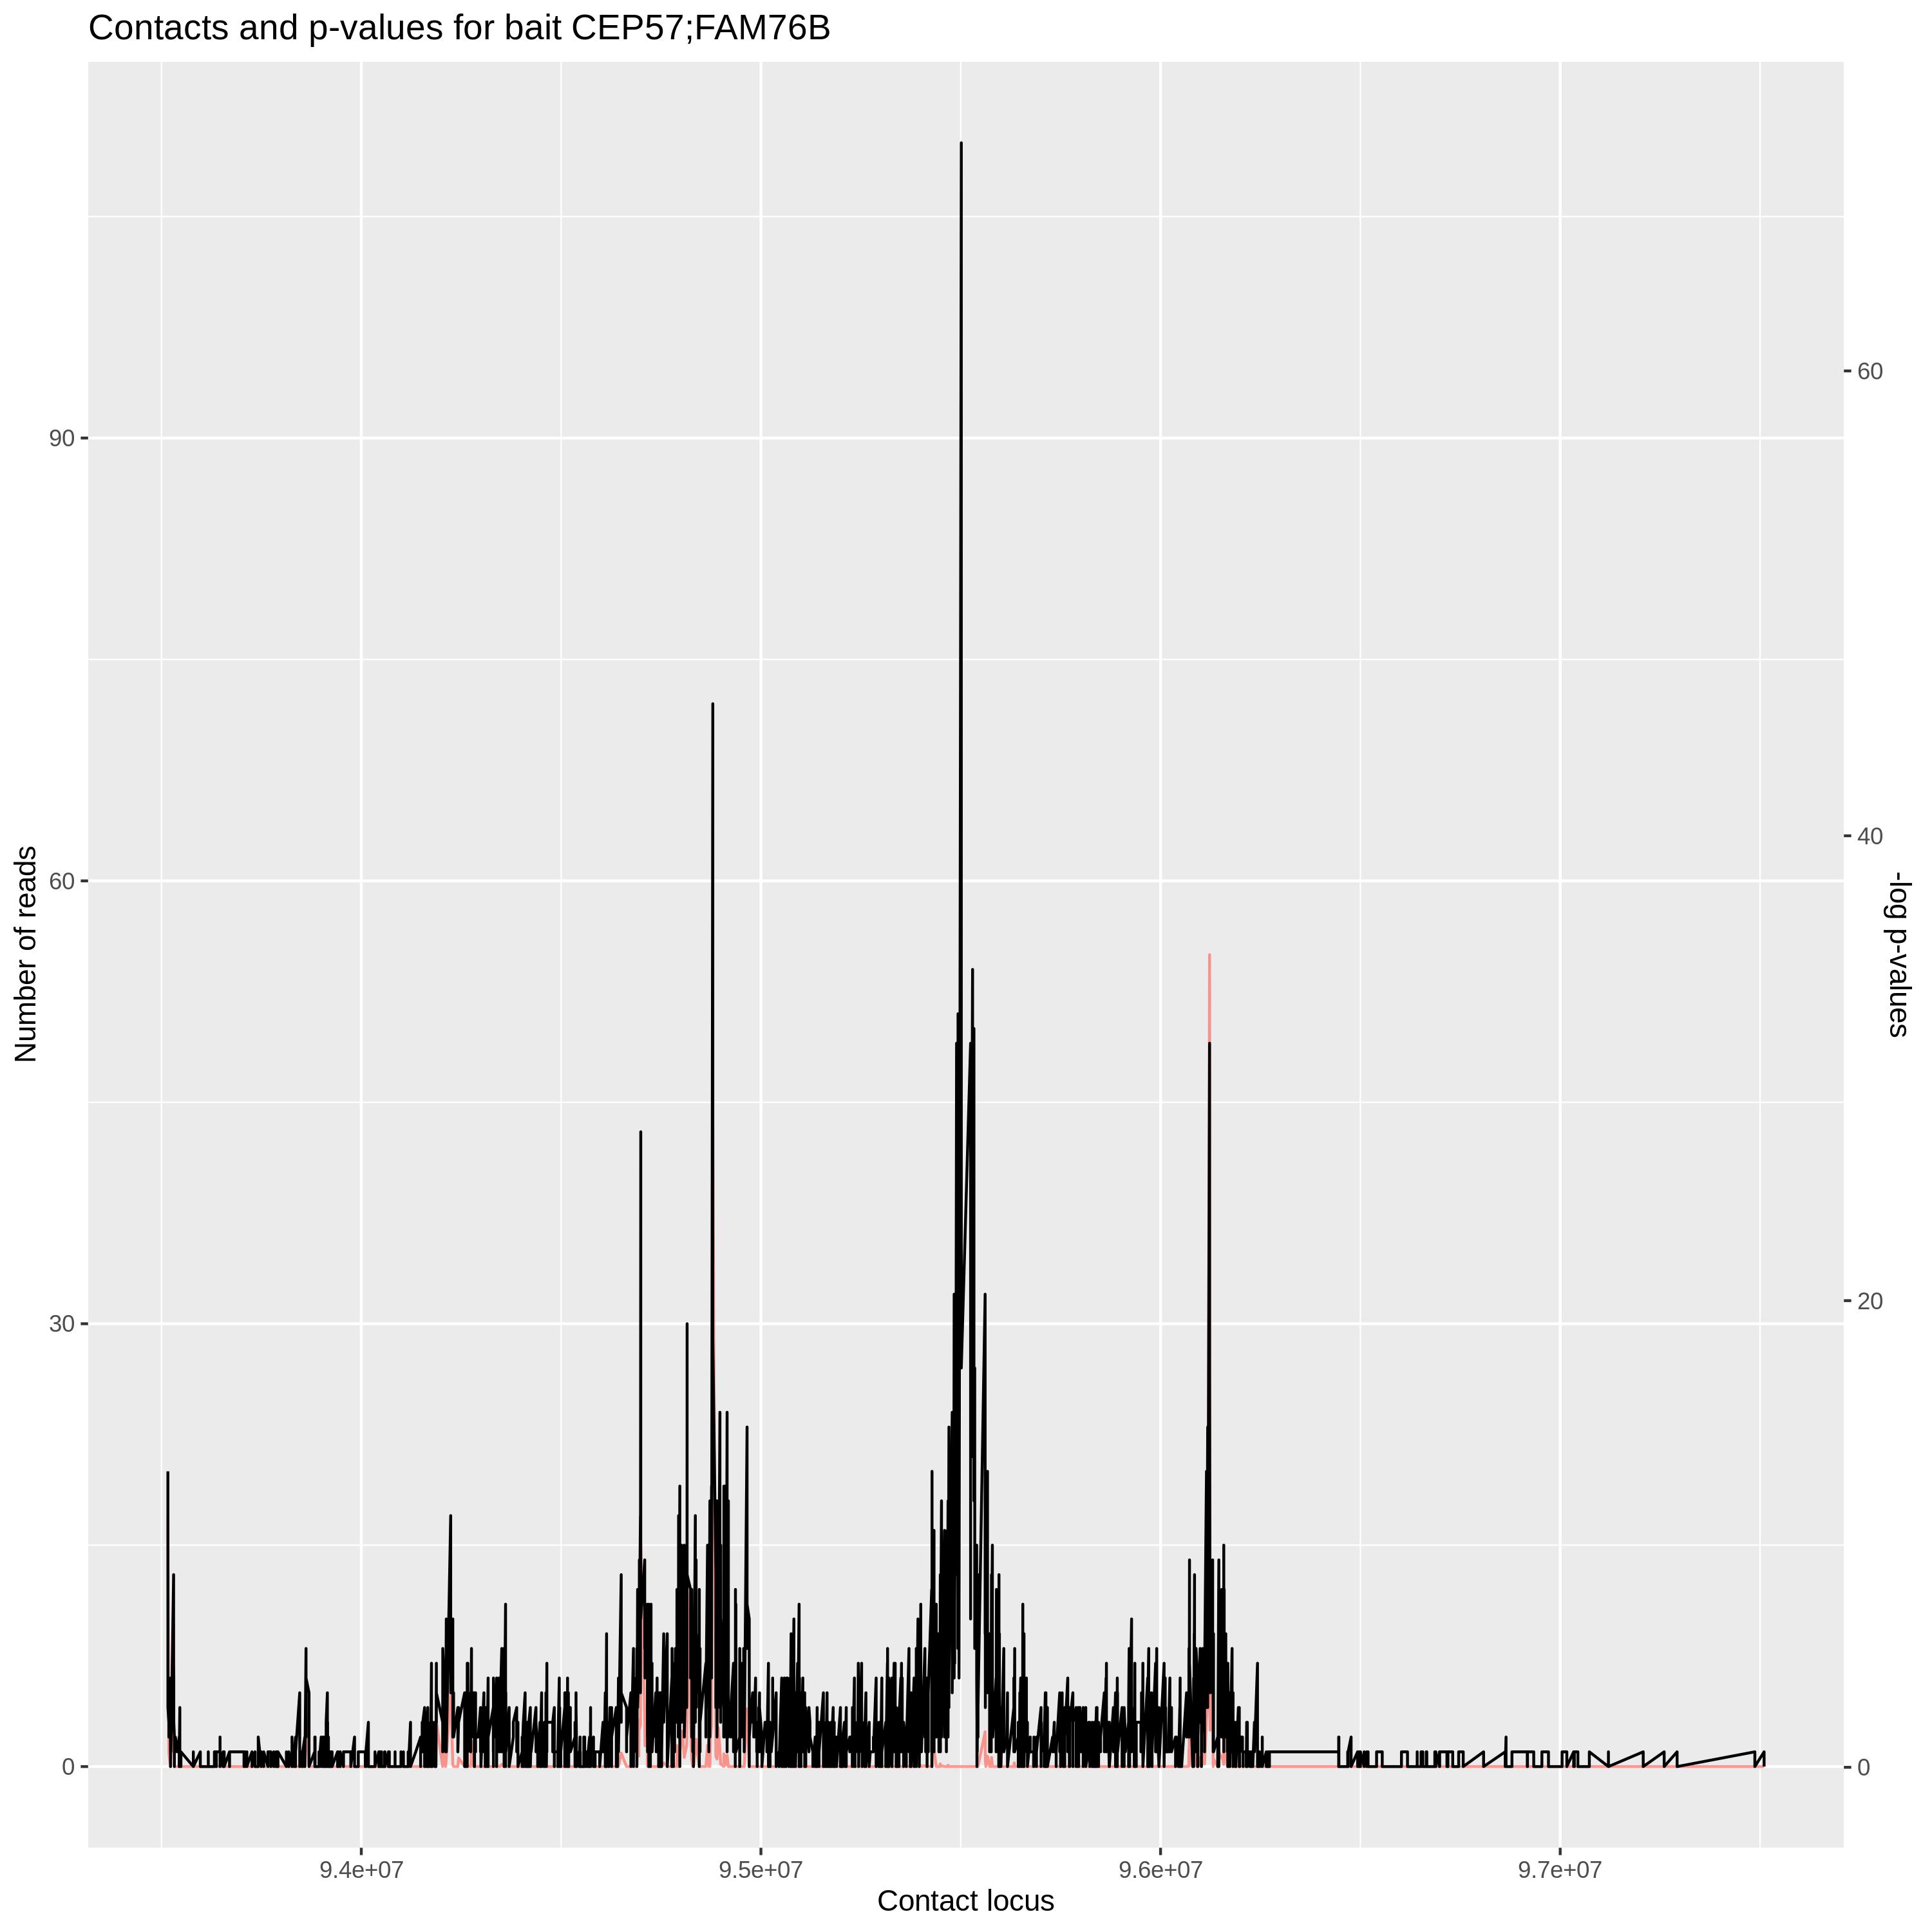 Contacts and p-values for bait CEP57;FAM76B
Number of reads
90
60
30
0
60
40
20
0
-log p-values
9.4e+07
9.5e+07
9.6e+07
9.7e+07
Contact locus